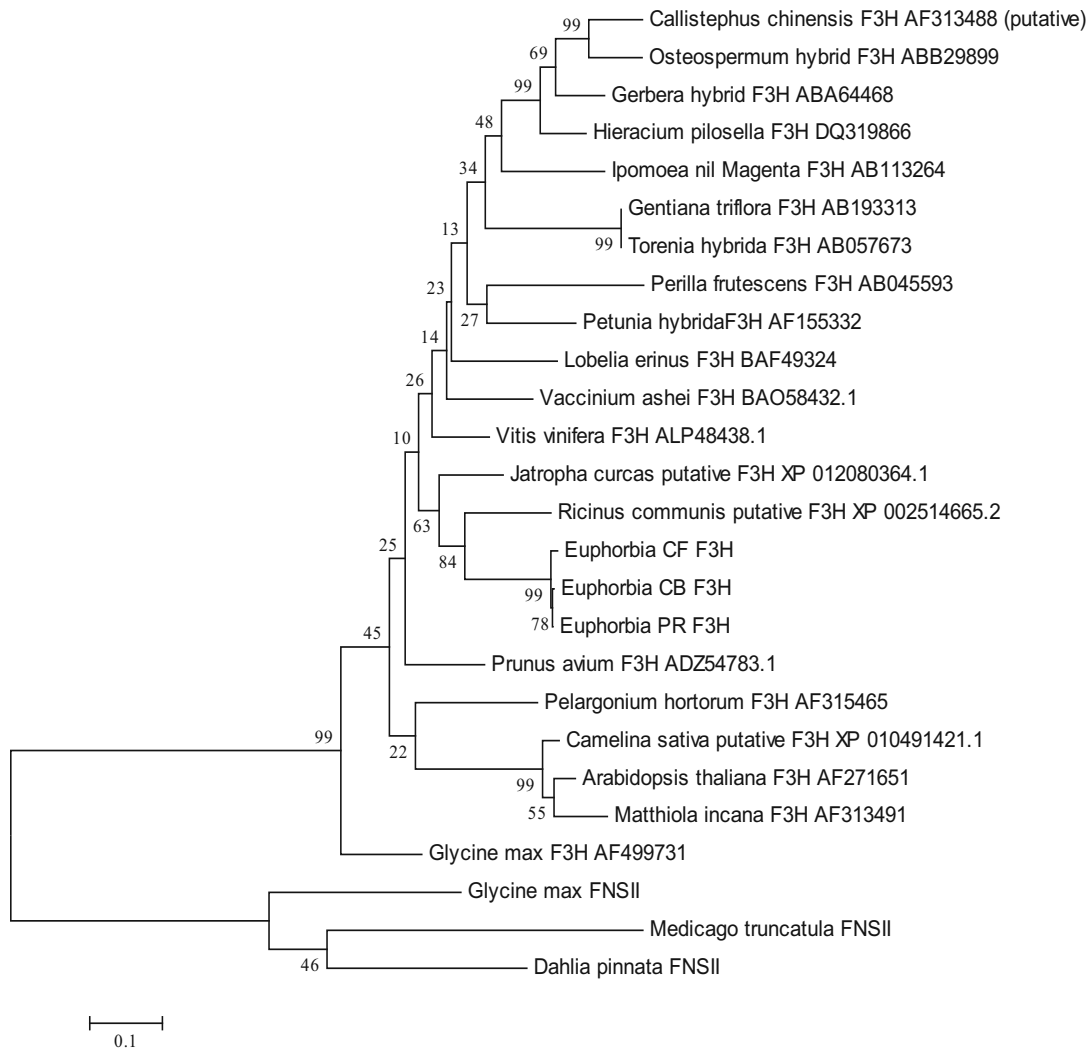 99
Callistephus chinensis F3H AF313488 (putative)
Osteospermum hybrid F3H ABB29899
69
Gerbera hybrid F3H ABA64468
99
Hieracium pilosella F3H DQ319866
48
Ipomoea nil Magenta F3H AB113264
34
Gentiana triflora F3H AB193313
99
Torenia hybrida F3H AB057673
13
Perilla frutescens F3H AB045593
23
27
Petunia hybridaF3H AF155332
14
Lobelia erinus F3H BAF49324
26
Vaccinium ashei F3H BAO58432.1
10
Vitis vinifera F3H ALP48438.1
Jatropha curcas putative F3H XP 012080364.1
63
Ricinus communis putative F3H XP 002514665.2
25
84
Euphorbia CF F3H
99
Euphorbia CB F3H
78
Euphorbia PR F3H
45
Prunus avium F3H ADZ54783.1
Pelargonium hortorum F3H AF315465
99
22
Camelina sativa putative F3H XP 010491421.1
99
Arabidopsis thaliana F3H AF271651
55
Matthiola incana F3H AF313491
Glycine max F3H AF499731
Glycine max FNSII
Medicago truncatula FNSII
46
Dahlia pinnata FNSII
0.1